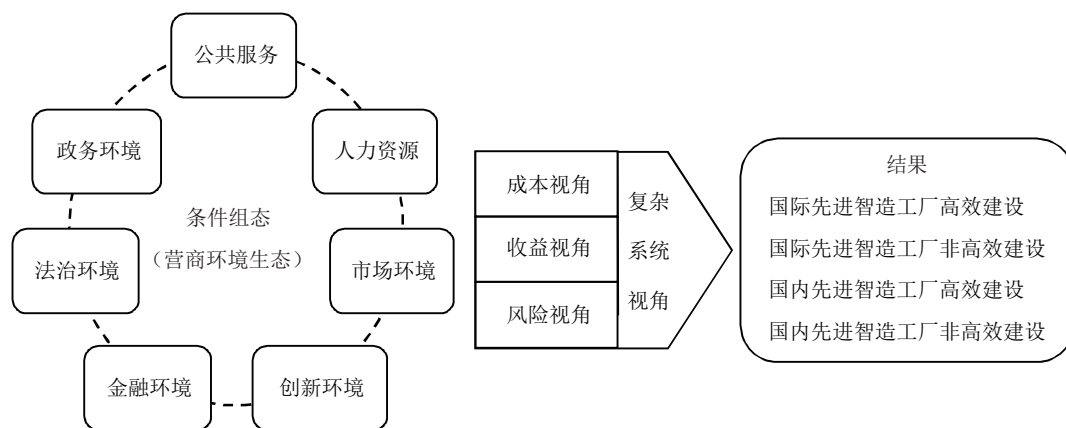 公共服务
政务环境
人力资源
条件组态
（营商环境生态）
法治环境
市场环境
金融环境
创新环境
成本视角
收益视角
风险视角
复杂
系统
视角
结果
国际先进智造工厂高效建设
国际先进智造工厂非高效建设
国内先进智造工厂高效建设
国内先进智造工厂非高效建设